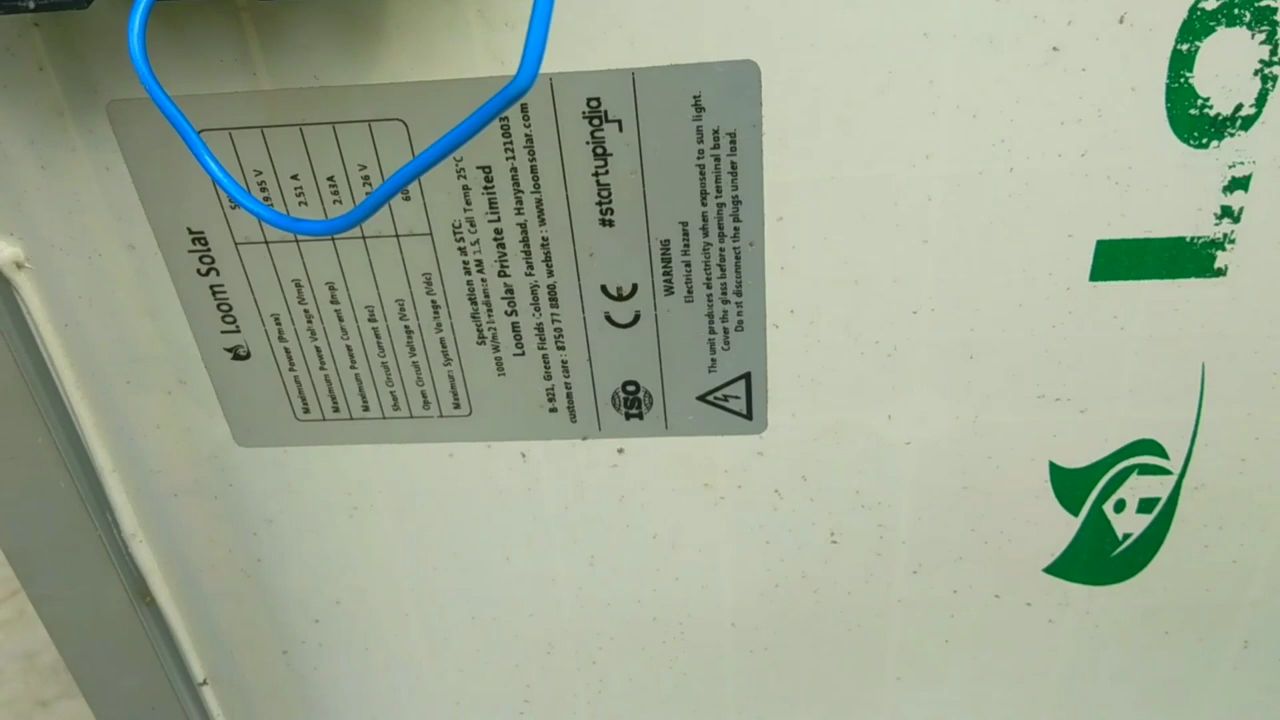 Loom Solar
Maximum Power (Pmax)
Maximum Power Voltage (Vmp) 19.95 V
Maximum Power Current (Imp) 2.51 A
Short Circuit Current (Isc) 2.63A
Open Circuit Voltage (Voc) .26 V
Maximum System Voltage (Vdc) 60
Specification are at STC:
1000 W/m2 Irradiance AM 1.5, Cell Temp 25°C
Loom Solar Private Limited
B-921, Green Fields Colony, Faridabad, Haryana-121003
customer care : 8750 77 8800, website : www.loomsolar.com
ISO CE #startupindia
WARNING
Electrical Hazard
The unit produces electricity when exposed to sun light.
Cover the glass before opening terminal box.
Do not disconnect the plugs under load.
Lo